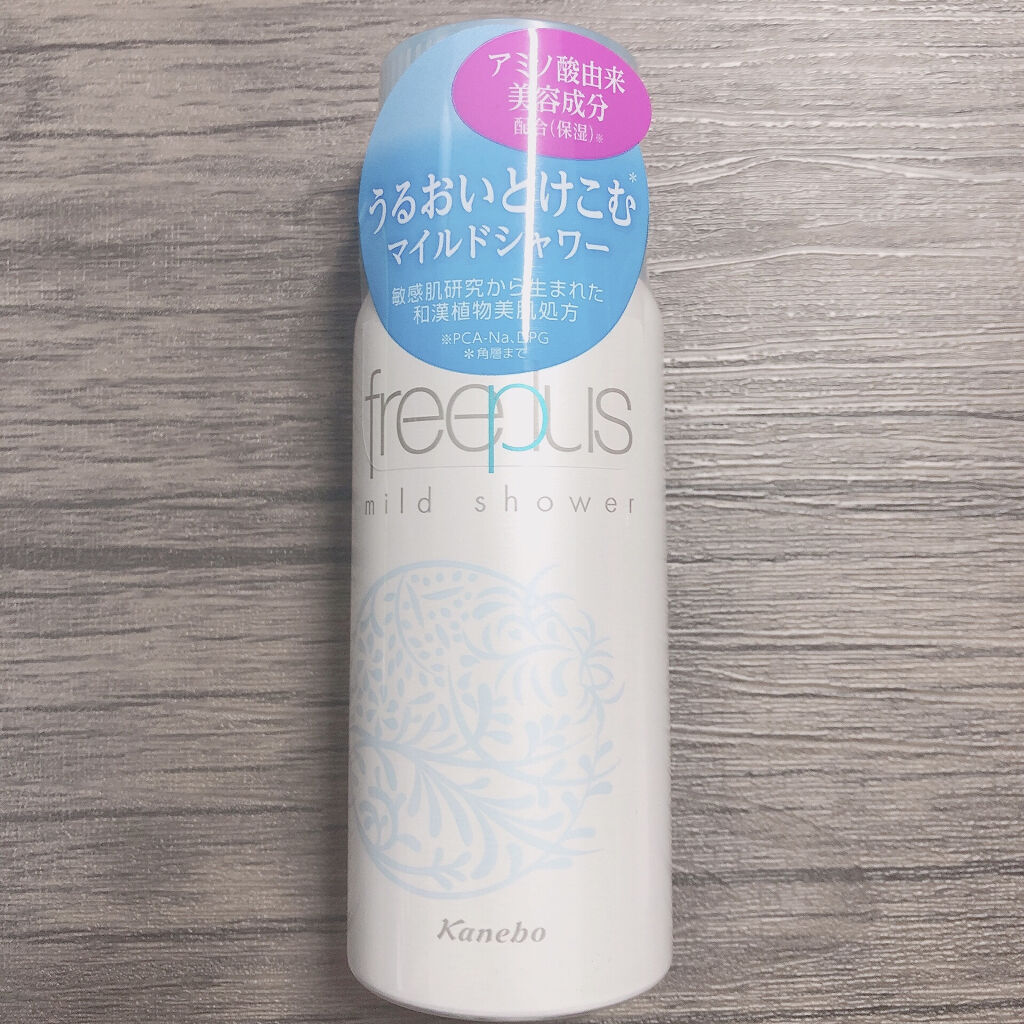 アミノ酸由来
美容成分
配合(保湿)※
うるおいとけこむ*
マイルドシャワー
敏感肌研究から生まれた
和漢植物美肌処方
※PCA-Na、DPG
*角層まで
freeplus
mild shower
Kanebo